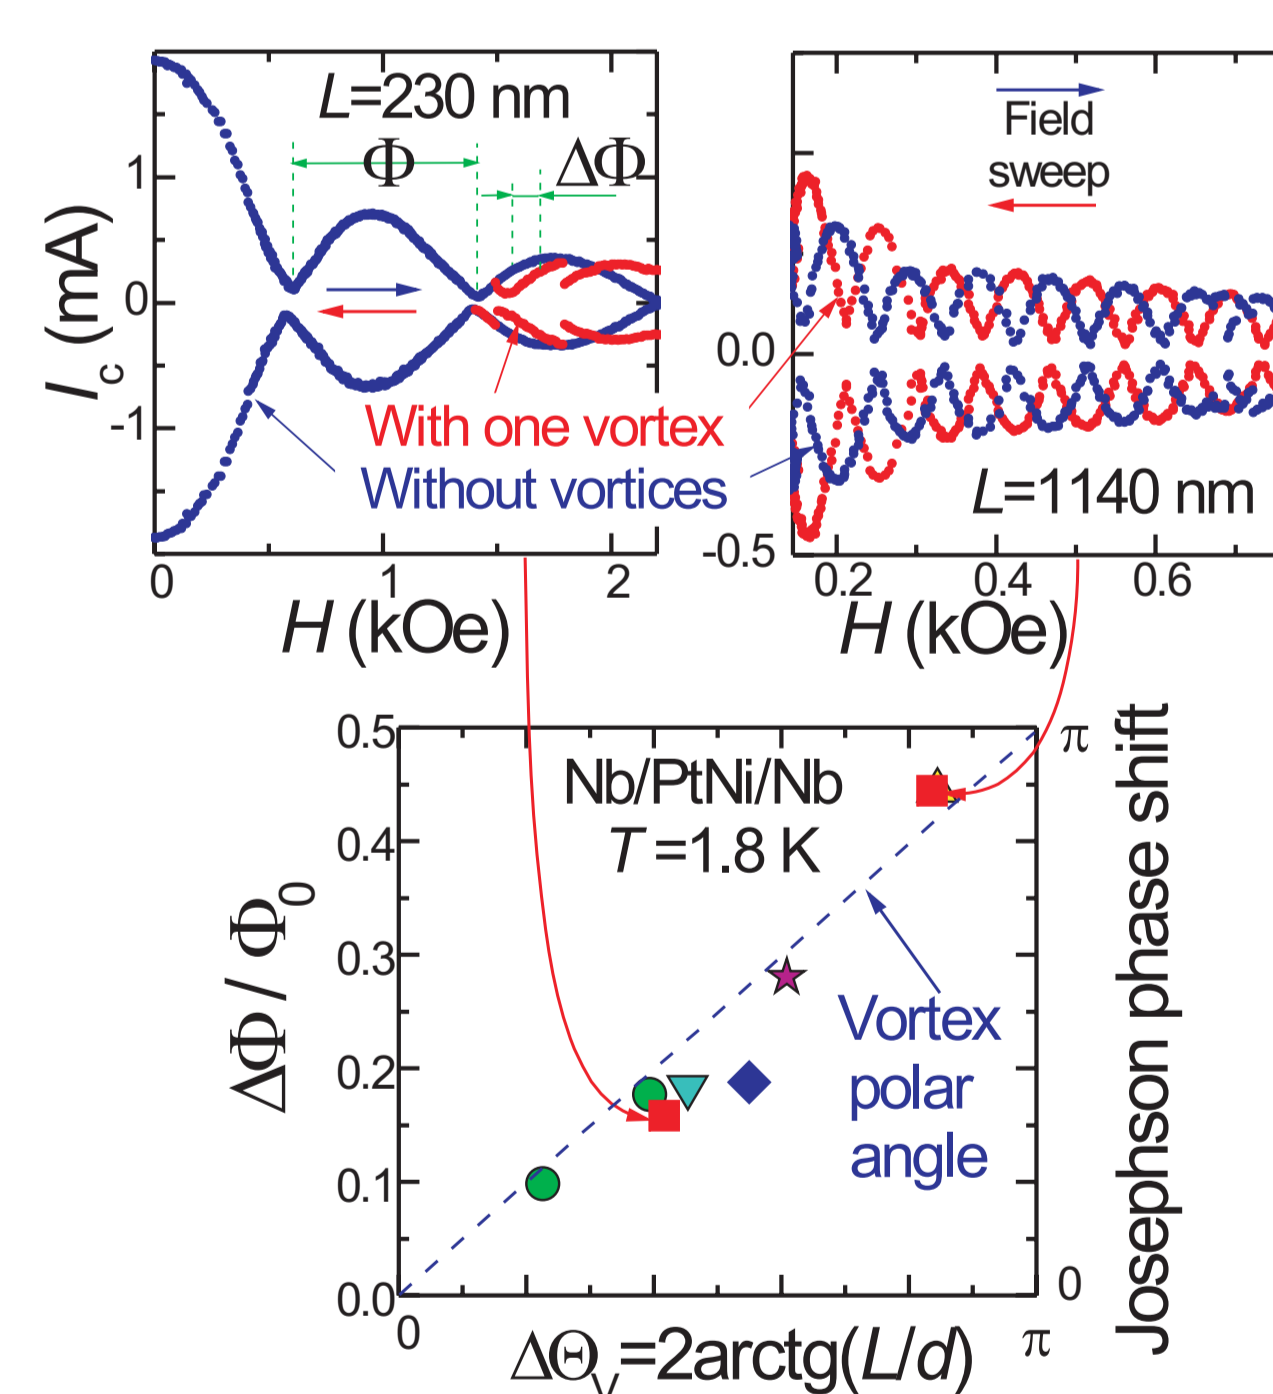 L=230 nm
Φ
ΔΦ
1
0
-1
I_c (mA)
With one vortex
Without vortices
0
1
2
H (kOe)
Field
sweep
0.0
-0.5
L=1140 nm
0.2
0.4
0.6
H (kOe)
0.5
0.4
0.3
0.2
0.1
0.0
ΔΦ / Φ₀
Nb/PtNi/Nb
T =1.8 K
Vortex
polar
angle
π
0
Josephson phase shift
0
π
ΔΘ_V=2arctg(L/d)